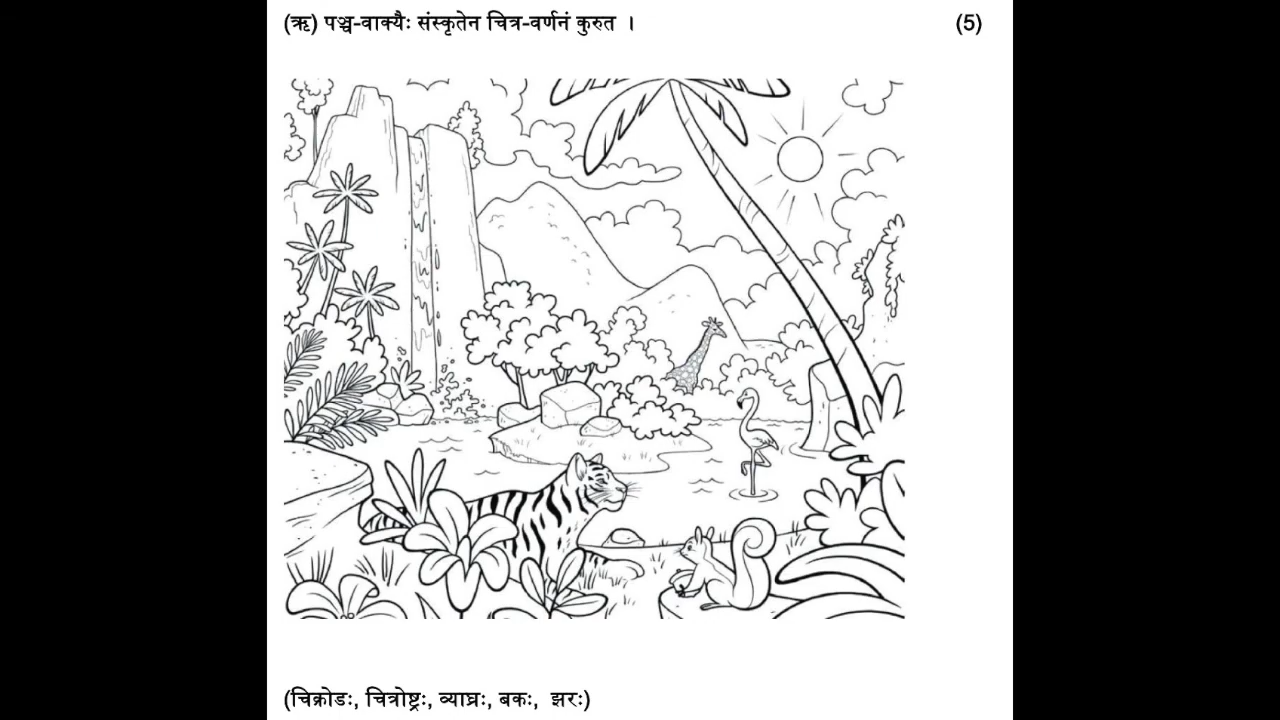 (ऋ) पञ्च-वाक्यैः संस्कृतेन चित्र-वर्णनं कुरुत । (5)
(चिक्रोडः, चित्रोष्ट्रः, व्याघ्रः, बकः, झरः)